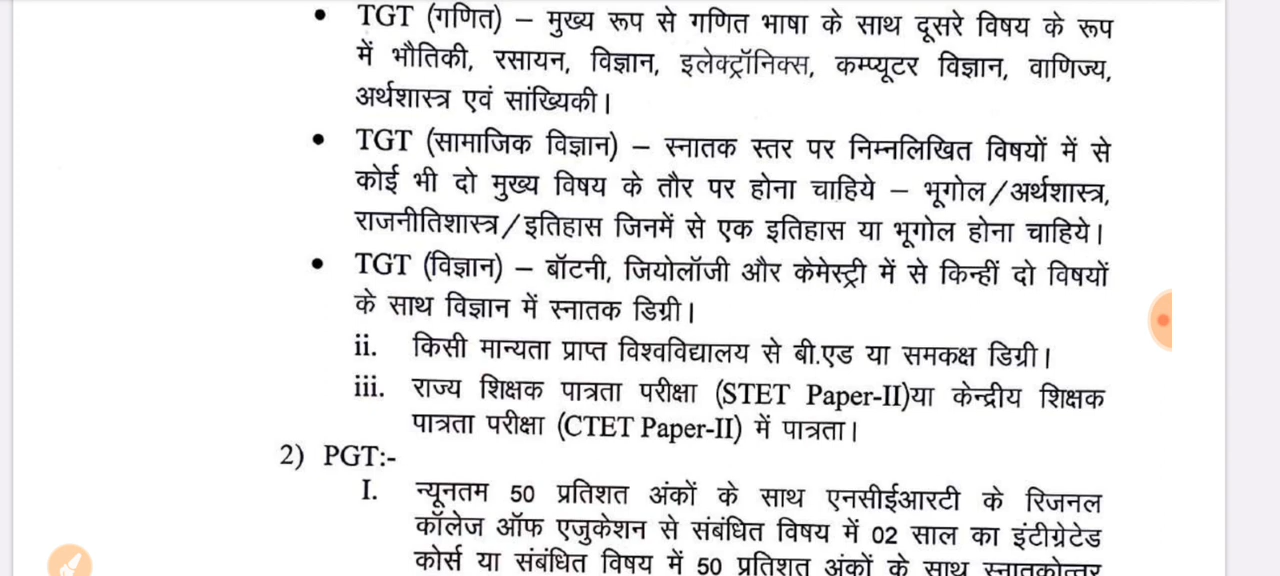 • TGT (गणित) – मुख्य रूप से गणित भाषा के साथ दूसरे विषय के रूप
में भौतिकी, रसायन, विज्ञान, इलेक्ट्रॉनिक्स, कम्प्यूटर विज्ञान, वाणिज्य,
अर्थशास्त्र एवं सांख्यिकी।
• TGT (सामाजिक विज्ञान) – स्नातक स्तर पर निम्नलिखित विषयों में से
कोई भी दो मुख्य विषय के तौर पर होना चाहिये – भूगोल/अर्थशास्त्र,
राजनीतिशास्त्र/इतिहास जिनमें से एक इतिहास या भूगोल होना चाहिये।
• TGT (विज्ञान) – बॉटनी, जियोलॉजी और केमेस्ट्री में से किन्हीं दो विषयों
के साथ विज्ञान में स्नातक डिग्री।
ii. किसी मान्यता प्राप्त विश्वविद्यालय से बी.एड या समकक्ष डिग्री।
iii. राज्य शिक्षक पात्रता परीक्षा (STET Paper-II)या केन्द्रीय शिक्षक
पात्रता परीक्षा (CTET Paper-II) में पात्रता।
2) PGT:-
I. न्यूनतम 50 प्रतिशत अंकों के साथ एनसीईआरटी के रिजनल
कॉलेज ऑफ एजुकेशन से संबंधित विषय में 02 साल का इंटीग्रेटेड
कोर्स या संबंधित विषय में 50 प्रतिशत अंकों के साथ स्नातकोत्तर